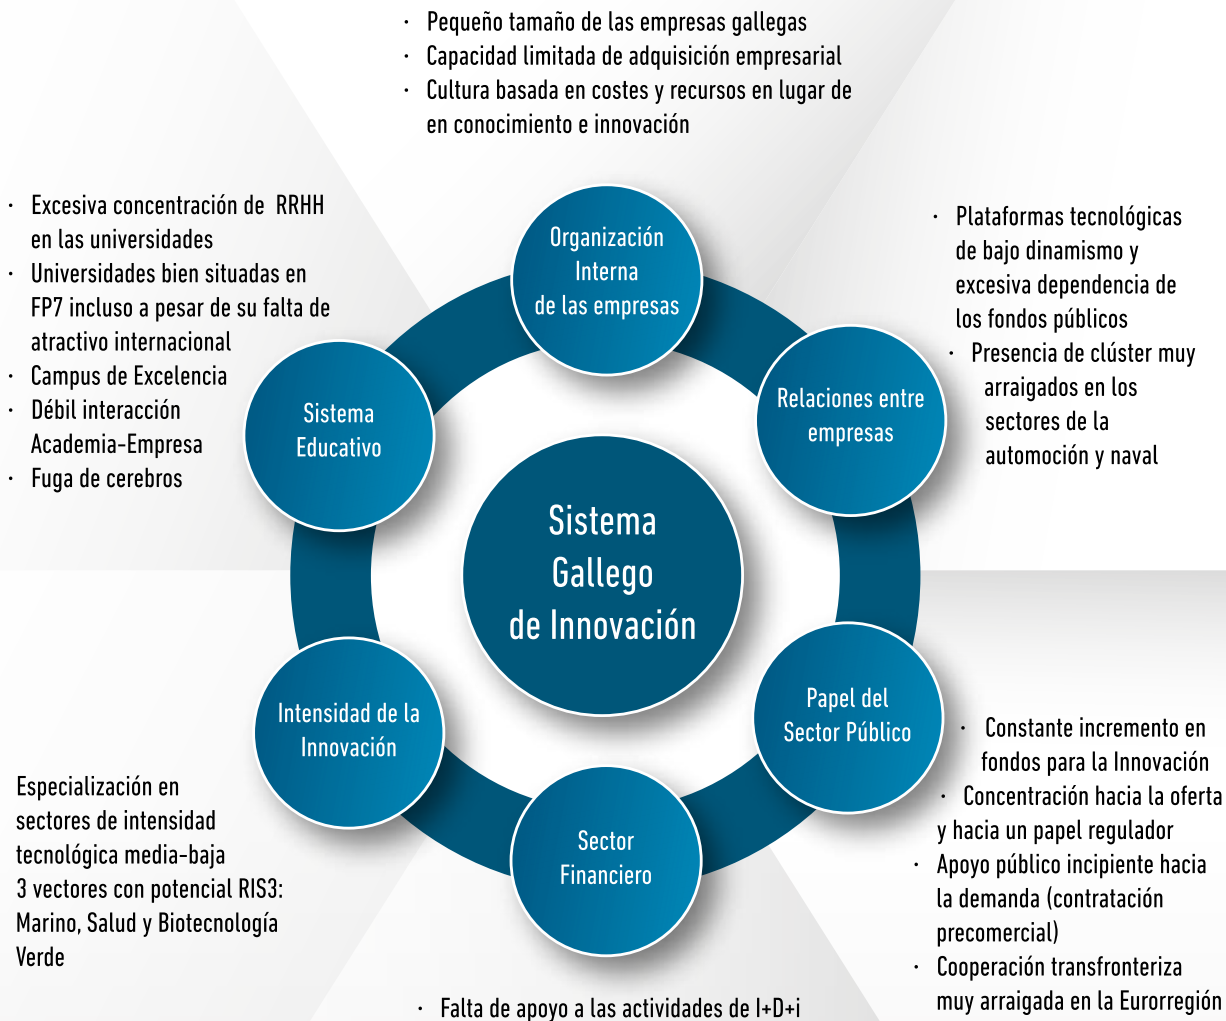 · Pequeño tamaño de las empresas gallegas
· Capacidad limitada de adquisición empresarial
· Cultura basada en costes y recursos en lugar de
en conocimiento e innovación
· Excesiva concentración de RRHH
en las universidades
· Universidades bien situadas en
FP7 incluso a pesar de su falta de
atractivo internacional
· Campus de Excelencia
· Débil interacción
Academia-Empresa
· Fuga de cerebros
Organización
Interna
de las empresas
· Plataformas tecnológicas
de bajo dinamismo y
excesiva dependencia de
los fondos públicos
· Presencia de clúster muy
arraigados en los
sectores de la
automoción y naval
Sistema
Educativo
Relaciones entre
empresas
Sistema
Gallego
de Innovación
Intensidad de la
Innovación
Papel del
Sector Público
Especialización en
sectores de intensidad
tecnológica media-baja
3 vectores con potencial RIS3:
Marino, Salud y Biotecnología
Verde
Sector
Financiero
· Constante incremento en
fondos para la Innovación
· Concentración hacia la oferta
y hacia un papel regulador
· Apoyo público incipiente hacia
la demanda (contratación
precomercial)
· Cooperación transfronteriza
muy arraigada en la Eurorregión
· Falta de apoyo a las actividades de I+D+i